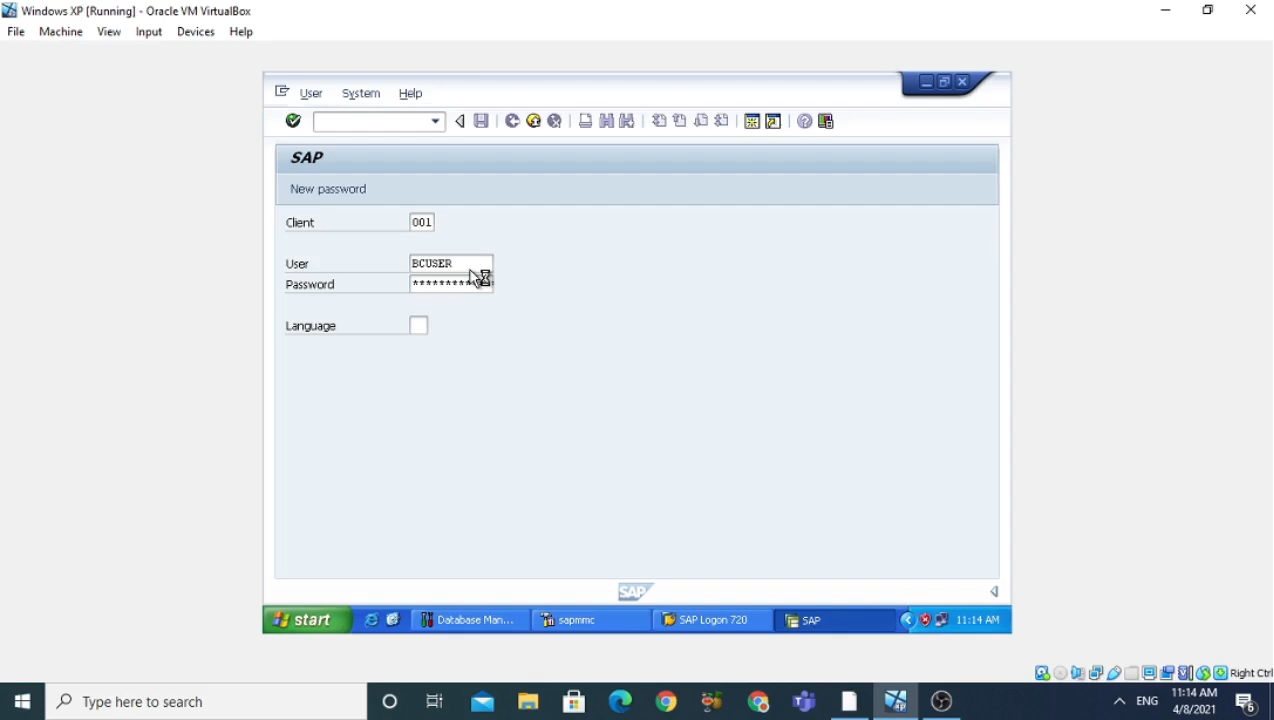 Windows XP [Running] - Oracle VM VirtualBox
File Machine View Input Devices Help
User System Help
SAP
New password
Client 001
User BCUSER
Password ************
Language
SAP
start Database Man... sapmmc SAP Logon 720 SAP 11:14 AM
Right Ctrl
Type here to search ENG 11:14 AM
4/8/2021 6